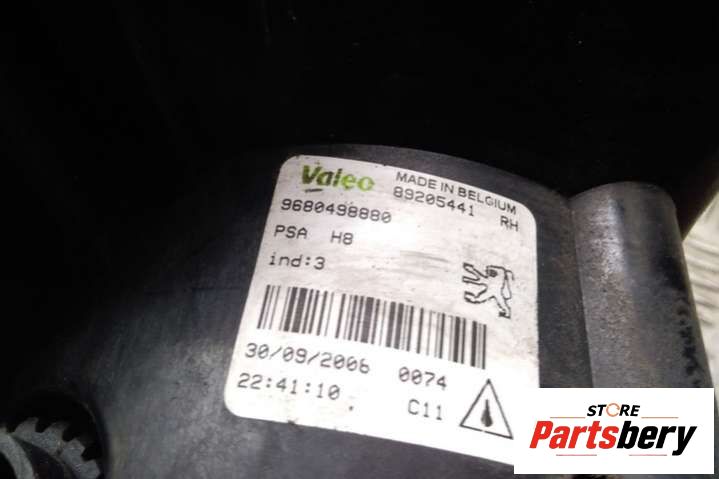 Valeo MADE IN BELGIUM
89205441 RH
9680498880
PSA H8
ind:3
30/09/2006 0074
22:41:10 . C11
STORE
Partsbery